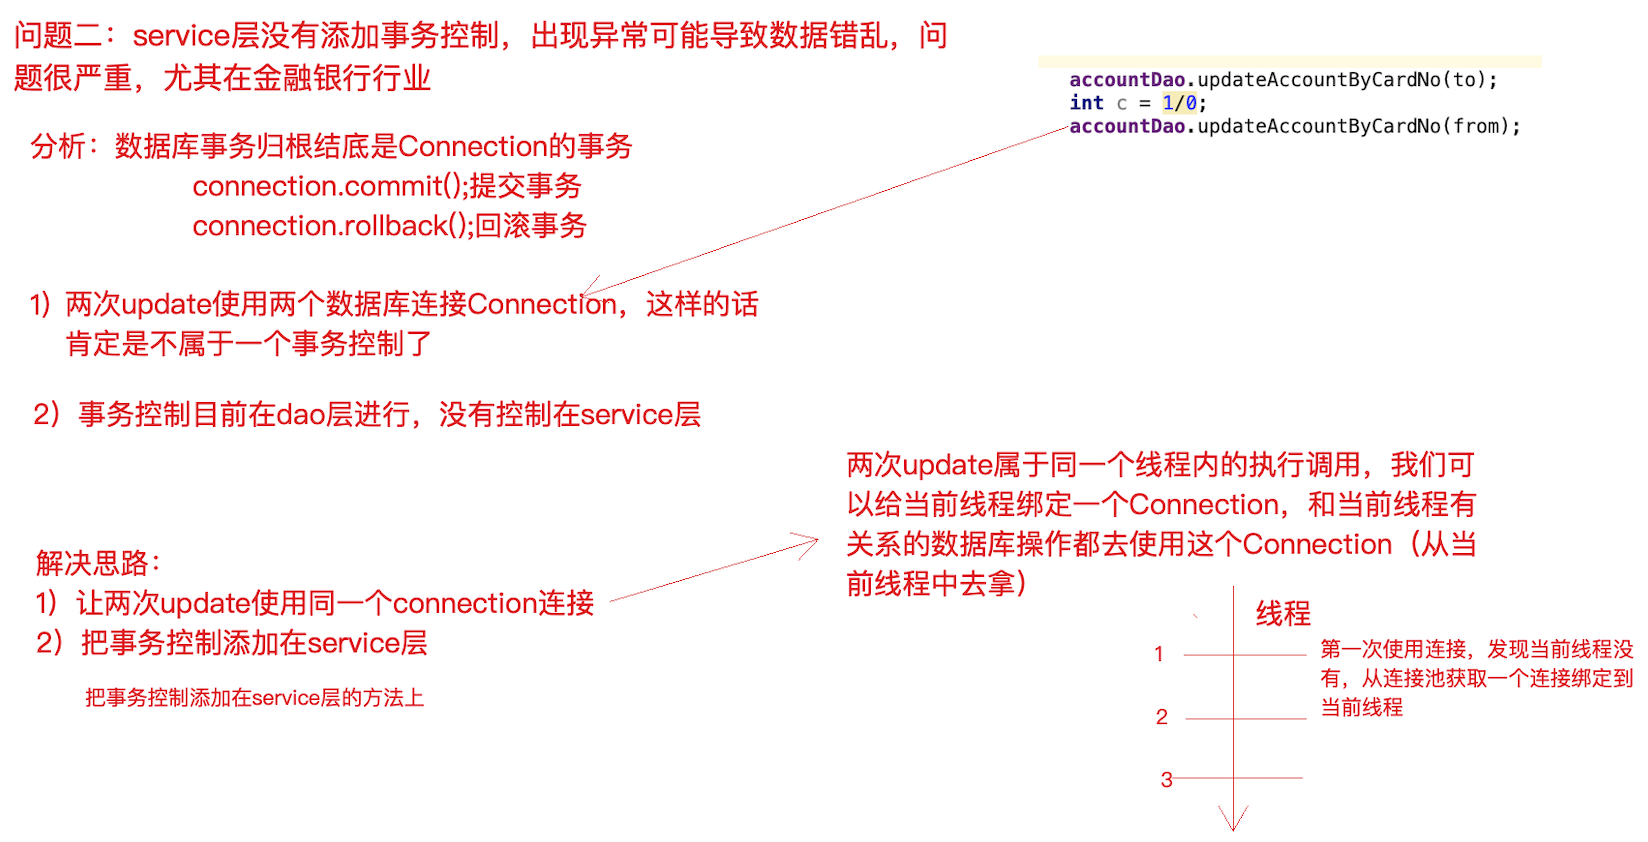 问题二：service层没有添加事务控制，出现异常可能导致数据错乱，问
题很严重，尤其在金融银行行业
accountDao.updateAccountByCardNo(to);
int c = 1/0;
accountDao.updateAccountByCardNo(from);
分析：数据库事务归根结底是Connection的事务
connection.commit();提交事务
connection.rollback();回滚事务
1）两次update使用两个数据库连接Connection，这样的话
肯定是不属于一个事务控制了
2）事务控制目前在dao层进行，没有控制在service层
两次update属于同一个线程内的执行调用，我们可
以给当前线程绑定一个Connection，和当前线程有
关系的数据库操作都去使用这个Connection（从当
前线程中去拿）
解决思路：
1）让两次update使用同一个connection连接
2）把事务控制添加在service层
把事务控制添加在service层的方法上
线程
1
第一次使用连接，发现当前线程没
有，从连接池获取一个连接绑定到
当前线程
2
3